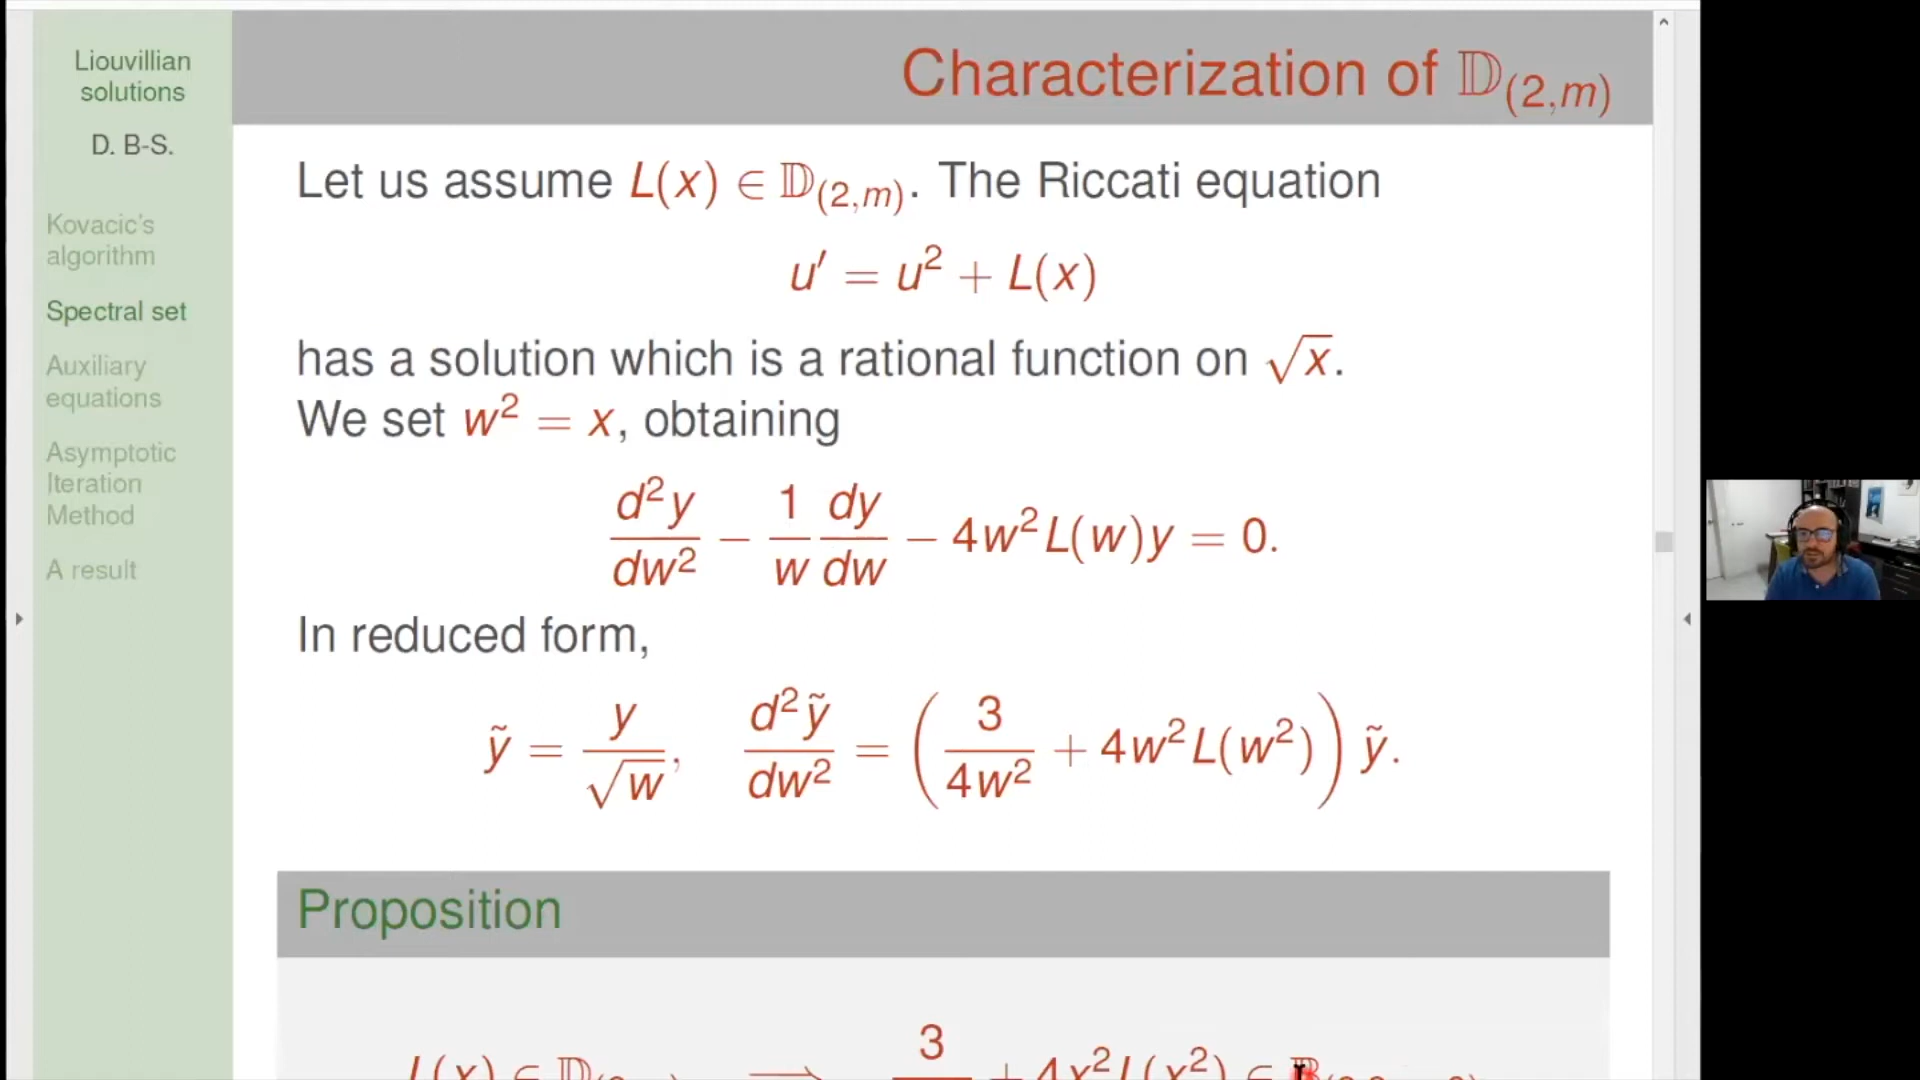 Liouvillian
solutions
D. B-S.
Kovacic's
algorithm
Spectral set
Auxiliary
equations
Asymptotic
Iteration
Method
A result
Characterization of 𝔻₍₂,ₘ₎
Let us assume L(x) ∈ 𝔻₍₂,ₘ₎. The Riccati equation
u′ = u² + L(x)
has a solution which is a rational function on √x.
We set w² = x, obtaining
d²y/dw² − 1/w dy/dw − 4w²L(w)y = 0.
In reduced form,
ỹ = y/√w, d²ỹ/dw² = (3/4w² + 4w²L(w²)) ỹ.
Proposition